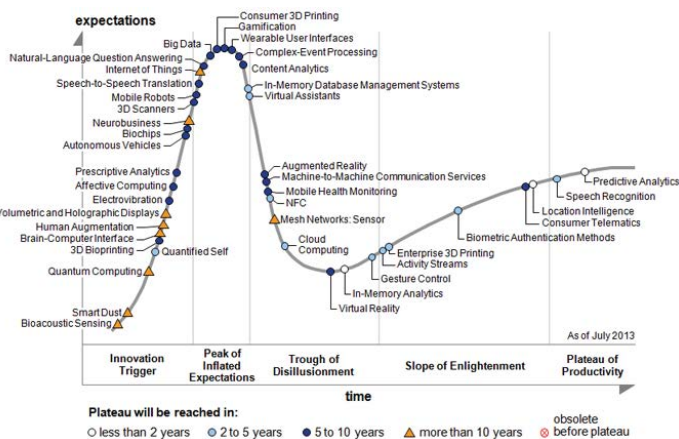 expectations
Consumer 3D Printing
Gamification
Wearable User Interfaces
Big Data
Complex-Event Processing
Natural-Language Question Answering
Content Analytics
Internet of Things
In-Memory Database Management Systems
Speech-to-Speech Translation
Virtual Assistants
Mobile Robots
3D Scanners
Neurobusiness
Biochips
Autonomous Vehicles
Augmented Reality
Prescriptive Analytics
Machine-to-Machine Communication Services
Affective Computing
Mobile Health Monitoring
Electrovibration
NFC
Volumetric and Holographic Displays
Mesh Networks: Sensor
Human Augmentation
Brain-Computer Interface
3D Bioprinting
Quantified Self
Cloud
Computing
Quantum Computing
Smart Dust
Bioacoustic Sensing
Predictive Analytics
Speech Recognition
Location Intelligence
Consumer Telematics
Biometric Authentication Methods
Enterprise 3D Printing
Activity Streams
Gesture Control
In-Memory Analytics
Virtual Reality
As of July 2013
Innovation
Trigger
Peak of
Inflated
Expectations
Trough of
Disillusionment
Slope of Enlightenment
Plateau of
Productivity
time
Plateau will be reached in:
less than 2 years
2 to 5 years
5 to 10 years
more than 10 years
obsolete
before plateau